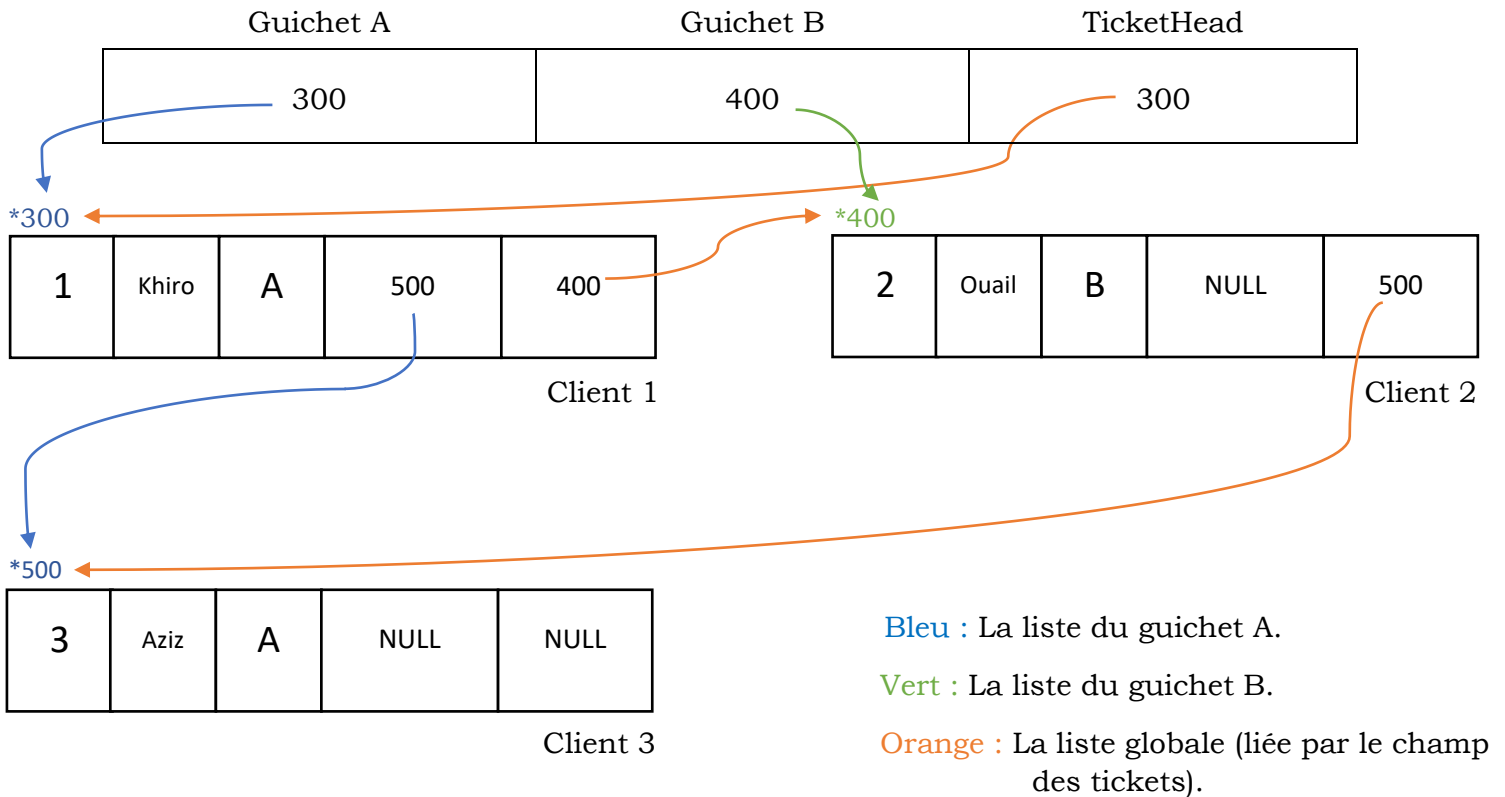 Guichet A Guichet B TicketHead
300 400 300
*300 *400
1 Khiro A 500 400 2 Ouail B NULL 500
Client 1 Client 2
*500
3 Aziz A NULL NULL
Client 3
Bleu : La liste du guichet A.
Vert : La liste du guichet B.
Orange : La liste globale (liée par le champ
des tickets).